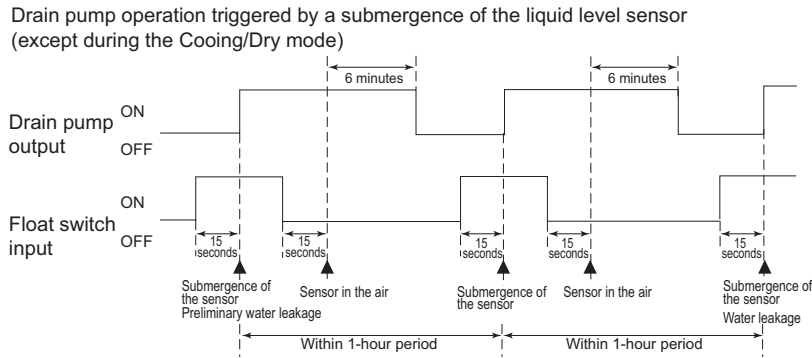 Drain pump operation triggered by a submergence of the liquid level sensor
(except during the Cooing/Dry mode)
6 minutes
6 minutes
Drain pump
output
ON
OFF
Float switch
input
ON
OFF
15
seconds
15
seconds
15
seconds
15
seconds
15
seconds
Submergence of
the sensor
Preliminary water leakage
Sensor in the air
Submergence of
the sensor
Sensor in the air
Submergence of
the sensor
Water leakage
Within 1-hour period
Within 1-hour period